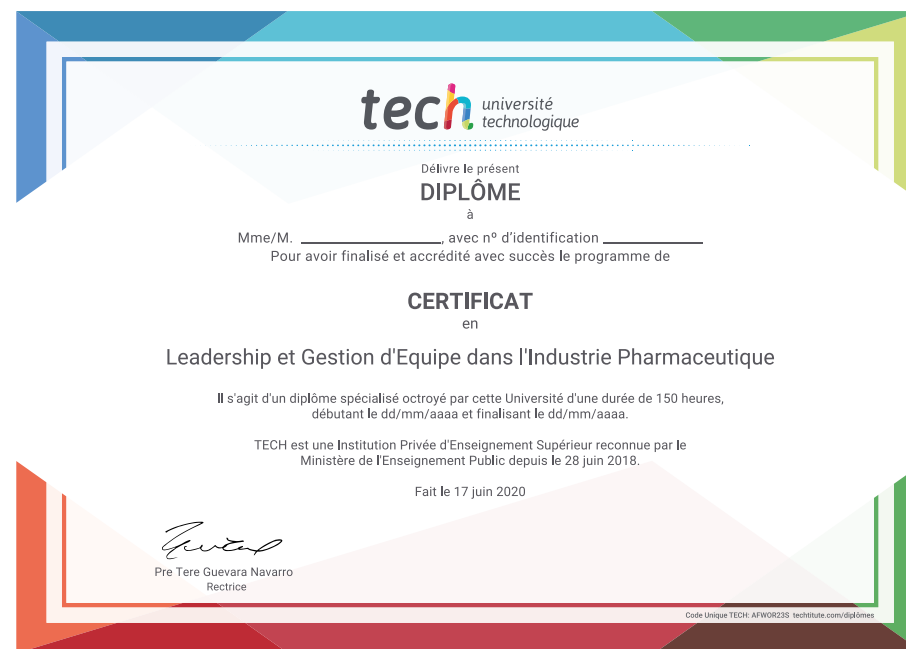 tech université
technologique
Délivre le présent
DIPLÔME
à
Mme/M. ____________________, avec nº d'identification ______________
Pour avoir finalisé et accrédité avec succès le programme de
CERTIFICAT
en
Leadership et Gestion d'Equipe dans l'Industrie Pharmaceutique
Il s'agit d'un diplôme spécialisé octroyé par cette Université d'une durée de 150 heures,
débutant le dd/mm/aaaa et finalisant le dd/mm/aaaa.
TECH est une Institution Privée d'Enseignement Supérieur reconnue par le
Ministère de l'Enseignement Public depuis le 28 juin 2018.
Fait le 17 juin 2020
Pre Tere Guevara Navarro
Rectrice
Code Unique TECH: AFWOR23S techtitute.com/diplômes